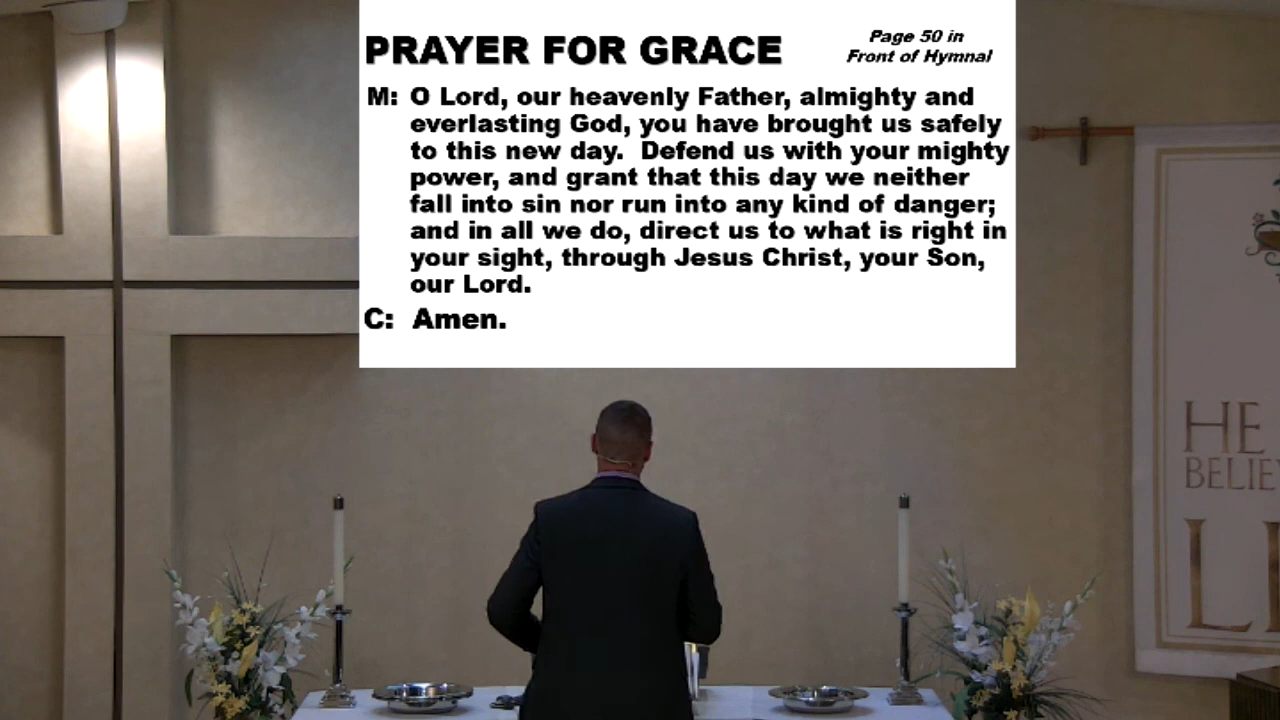 PRAYER FOR GRACE
Page 50 in
Front of Hymnal
M: O Lord, our heavenly Father, almighty and
everlasting God, you have brought us safely
to this new day. Defend us with your mighty
power, and grant that this day we neither
fall into sin nor run into any kind of danger;
and in all we do, direct us to what is right in
your sight, through Jesus Christ, your Son,
our Lord.
C: Amen.
HE